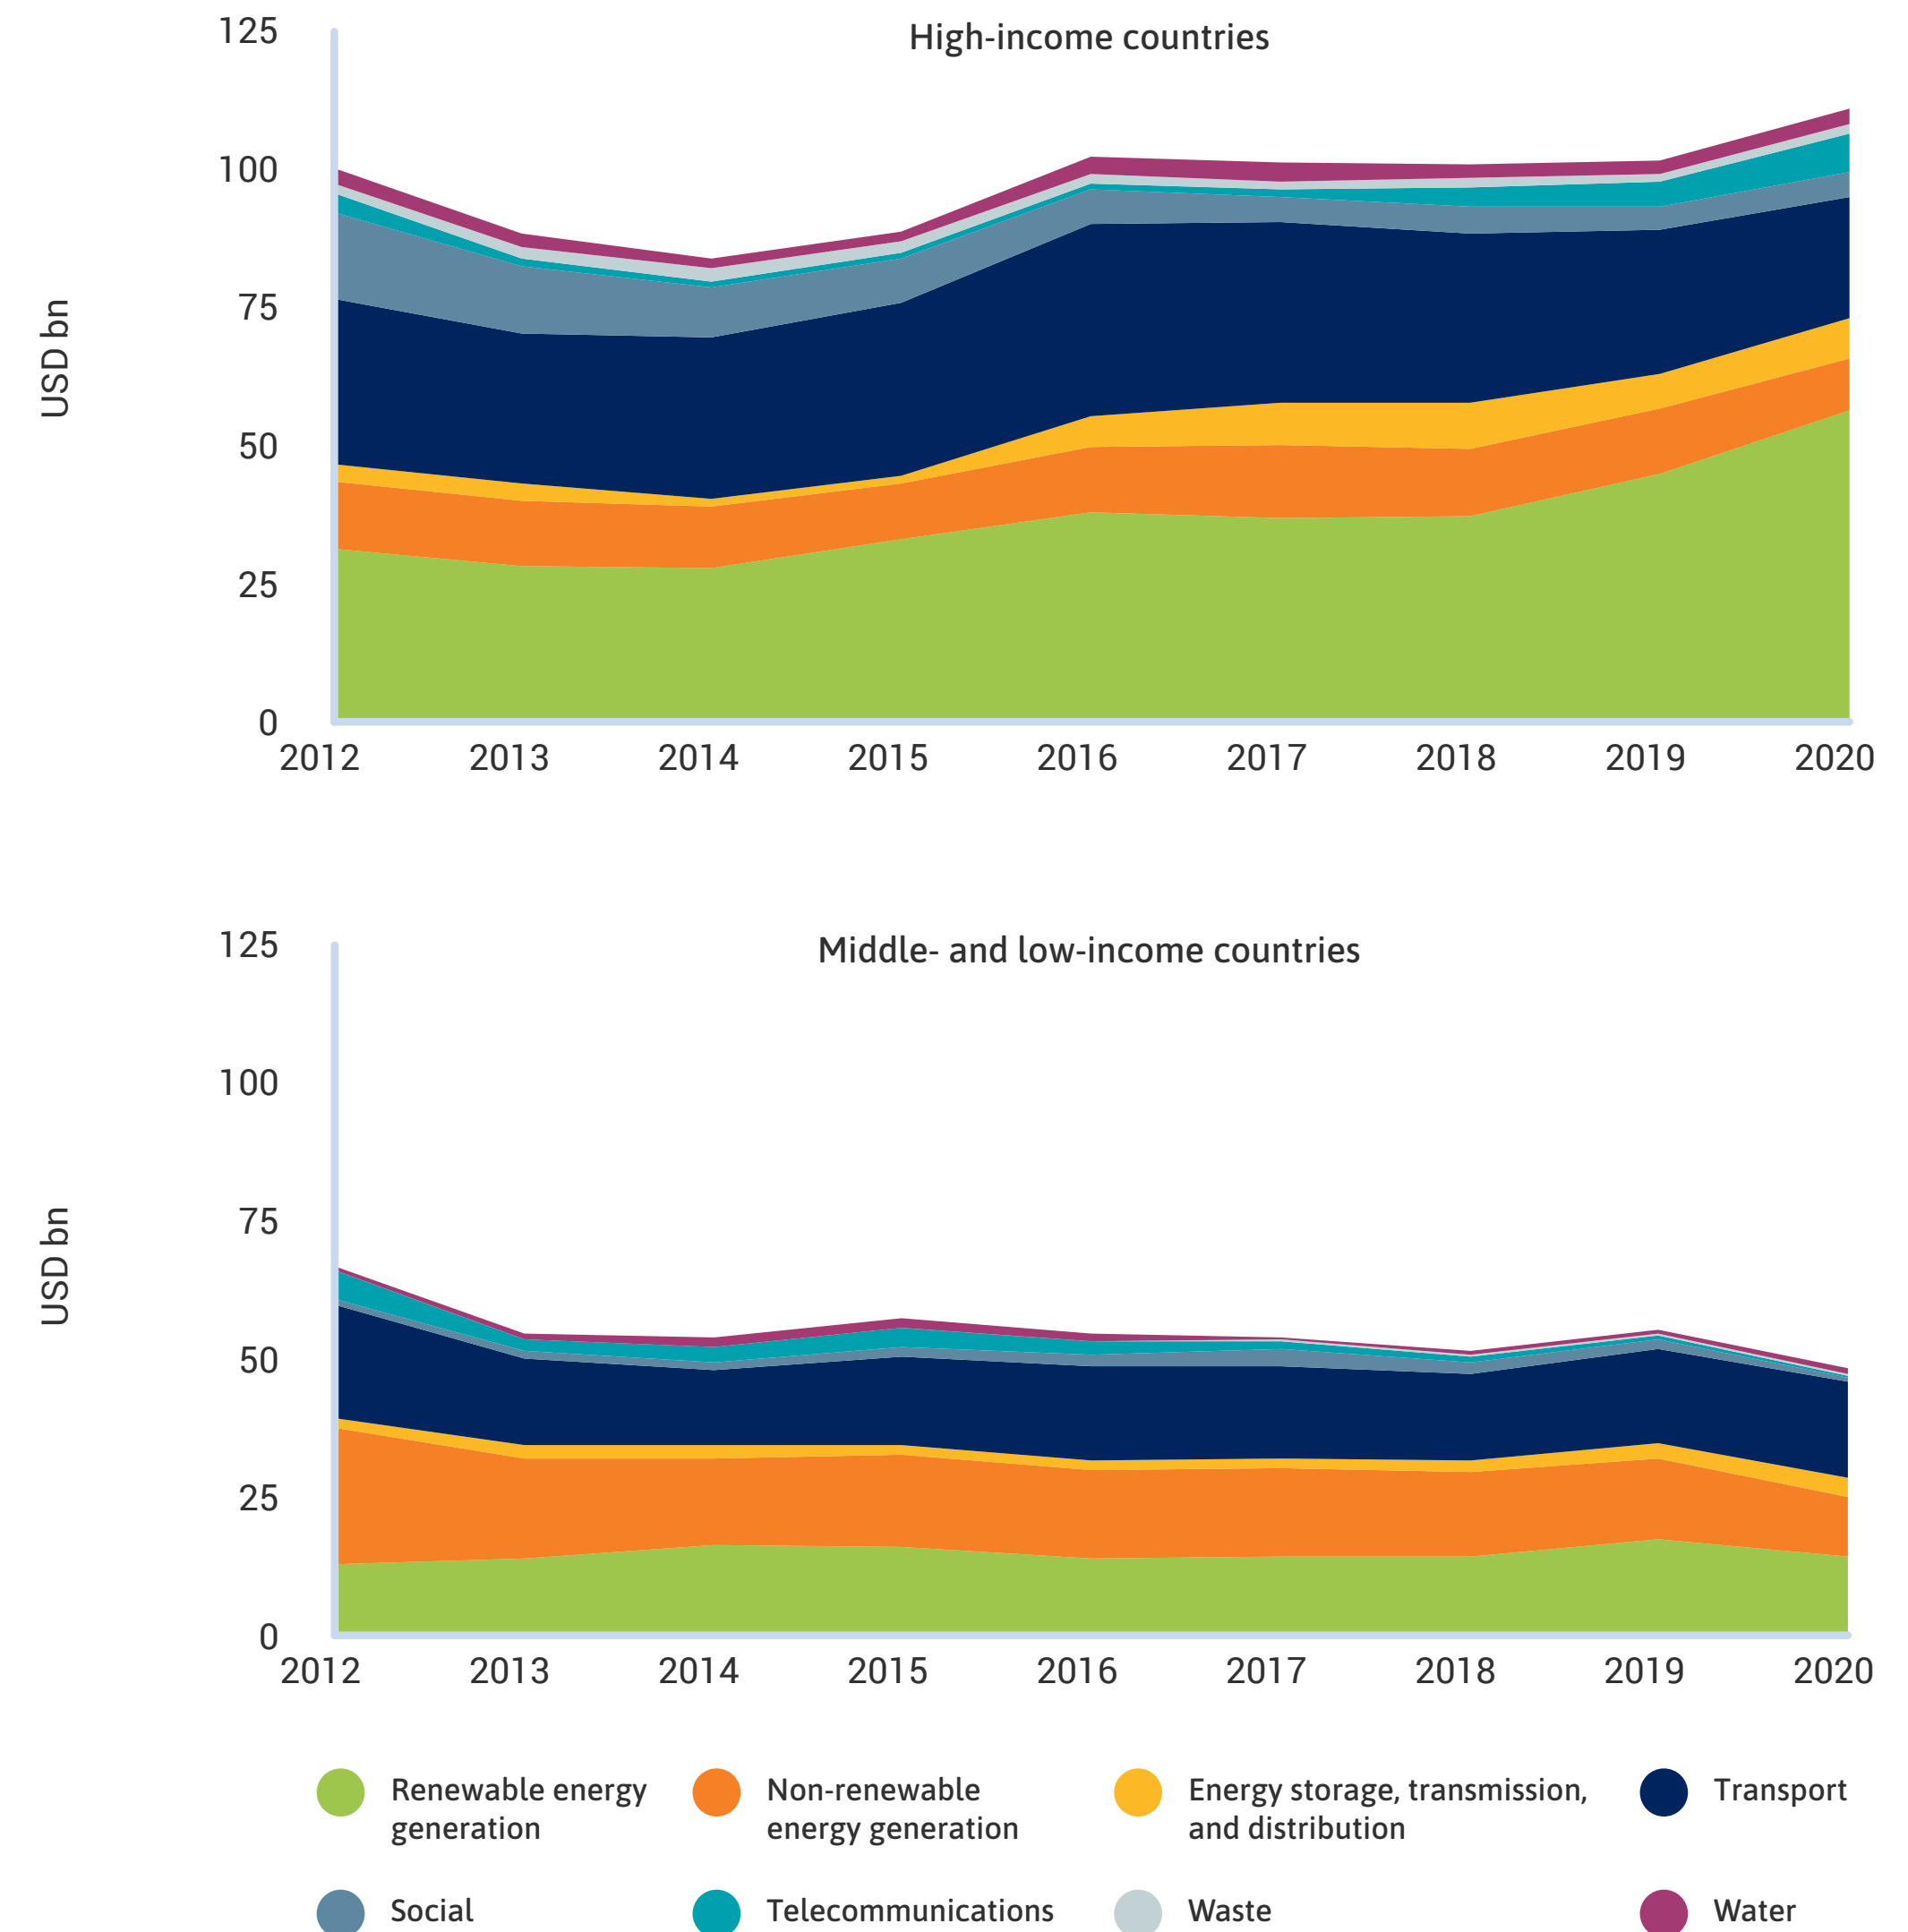 High-income countries
USD bn
125
100
75
50
25
0
2012 2013 2014 2015 2016 2017 2018 2019 2020
Middle- and low-income countries
USD bn
125
100
75
50
25
0
2012 2013 2014 2015 2016 2017 2018 2019 2020
Renewable energy
generation
Non-renewable
energy generation
Energy storage, transmission,
and distribution
Transport
Social
Telecommunications
Waste
Water